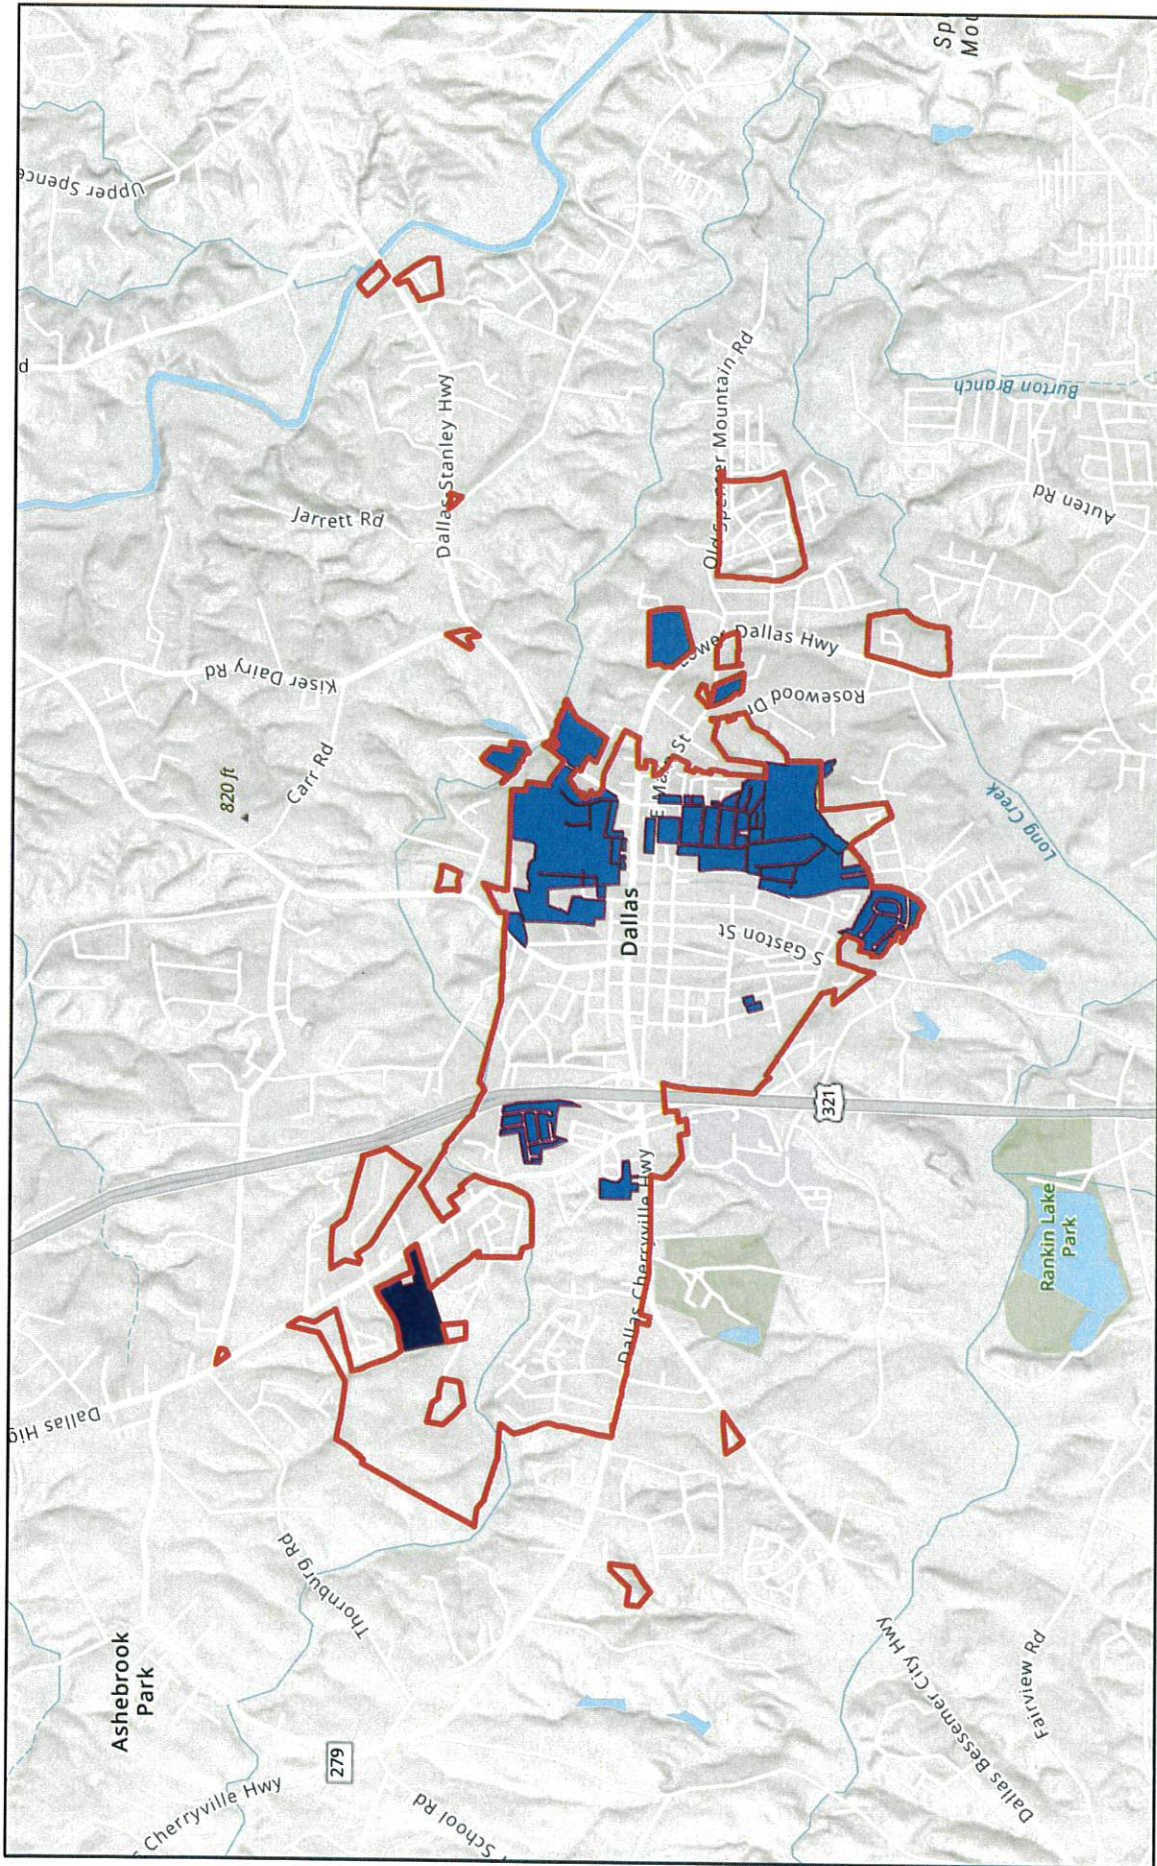 Sp
Mou
Upper Spence
d
Dallas-Stanley Hwy
Jarrett Rd
Old Spencer Mountain Rd
Burton Branch
Auten Rd
Kiser Dairy Rd
Lower Dallas Hwy
Rosewood Dr
Carr Rd
820 ft
E Main St
Long Creek
Dallas
S Gaston St
321
Dallas Cherryville Hwy
Rankin Lake
Park
Dallas Hig
Thornburg Rd
Ashebrook
Park
279
Cherryville Hwy
School Rd
Dallas Bessemer City Hwy
Fairview Rd